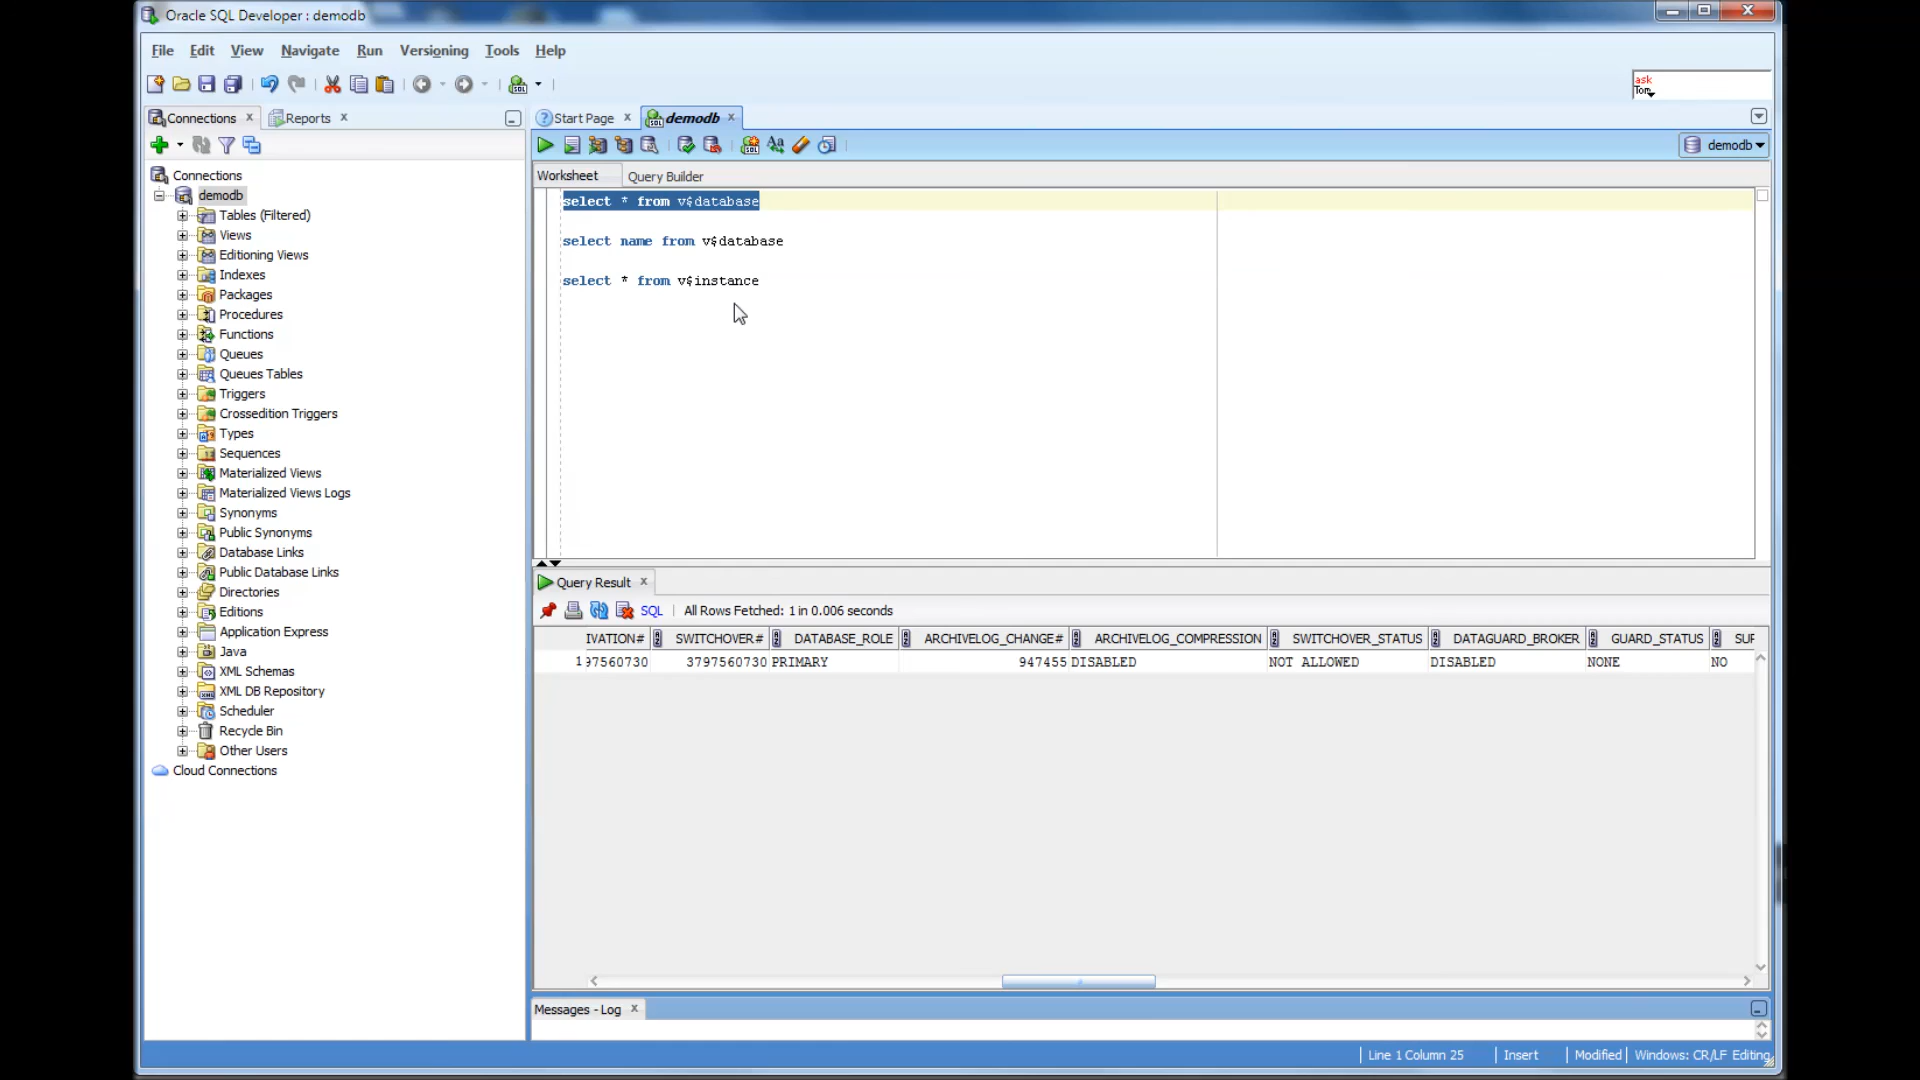 Oracle SQL Developer : demodb
File Edit View Navigate Run Versioning Tools Help
ask
Tom
Connections Reports
Start Page demodb
demodb
Worksheet Query Builder
Connections
demodb
Tables (Filtered)
Views
Editioning Views
Indexes
Packages
Procedures
Functions
Queues
Queues Tables
Triggers
Crossedition Triggers
Types
Sequences
Materialized Views
Materialized Views Logs
Synonyms
Public Synonyms
Database Links
Public Database Links
Directories
Editions
Application Express
Java
XML Schemas
XML DB Repository
Scheduler
Recycle Bin
Other Users
Cloud Connections
select * from v$database
select name from v$database
select * from v$instance
Query Result
SQL | All Rows Fetched: 1 in 0.006 seconds
IVATION# SWITCHOVER# DATABASE_ROLE ARCHIVELOG_CHANGE# ARCHIVELOG_COMPRESSION SWITCHOVER_STATUS DATAGUARD_BROKER GUARD_STATUS SUP
1 97560730 3797560730 PRIMARY 947455 DISABLED NOT ALLOWED DISABLED NONE NO
Messages - Log
Line 1 Column 25 | Insert | Modified | Windows: CR/LF Editing